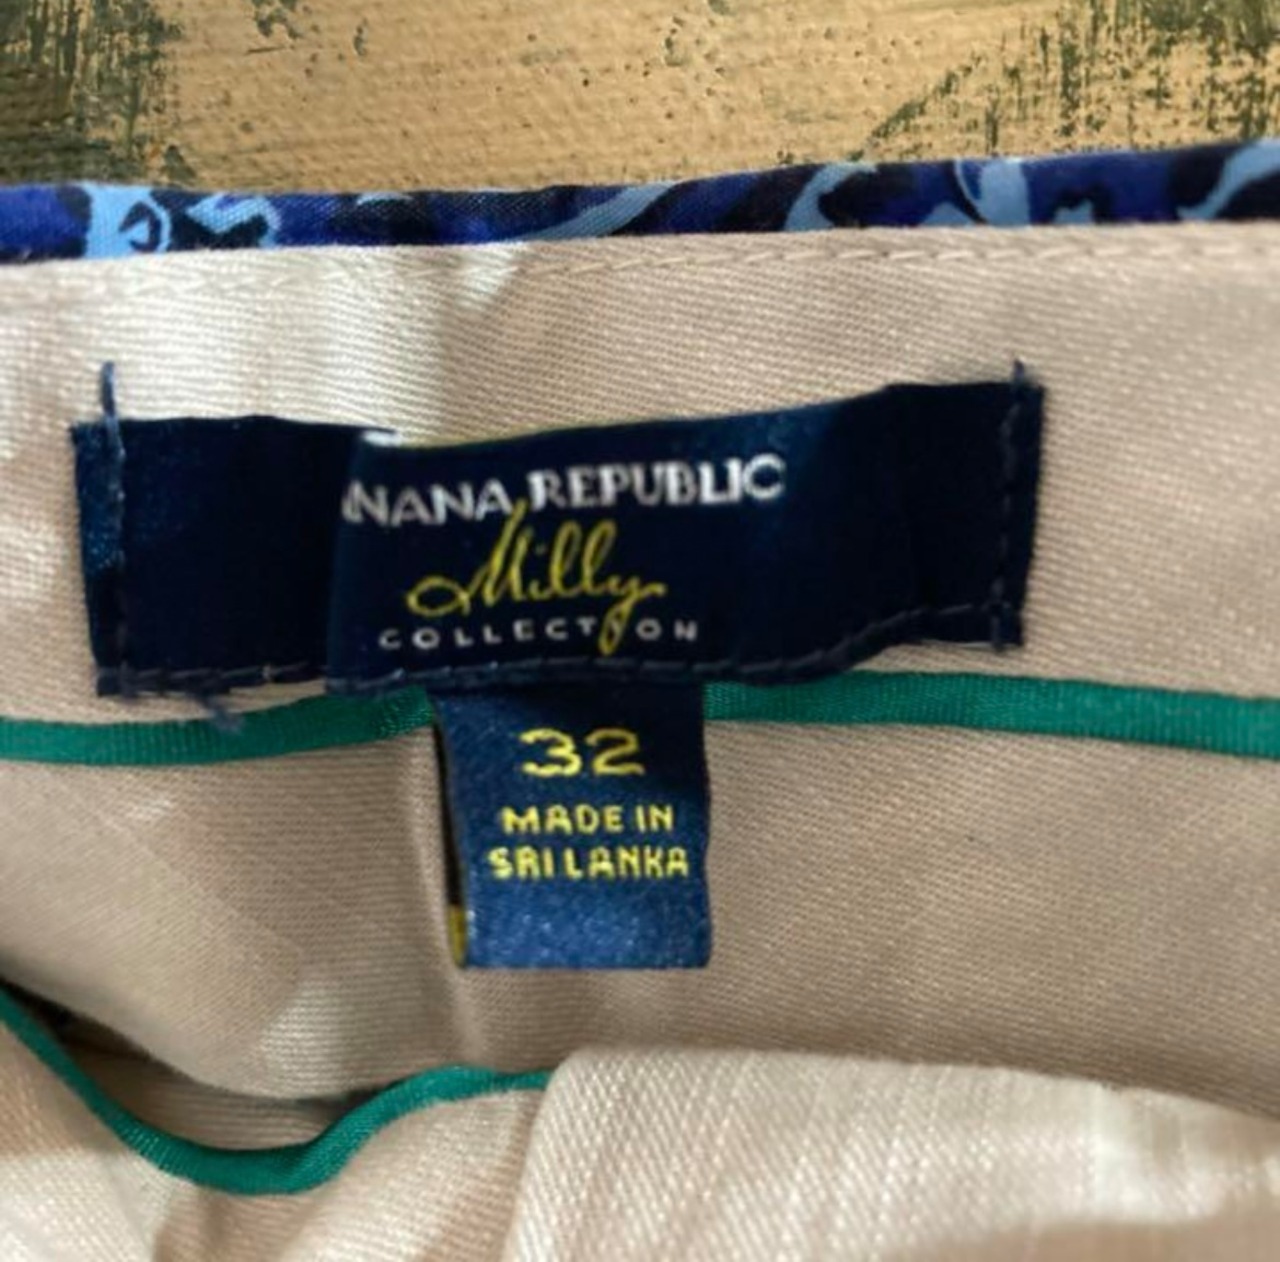 NANA REPUBLIC
Milly
COLLECTION
32
MADE IN
SRI LANKA